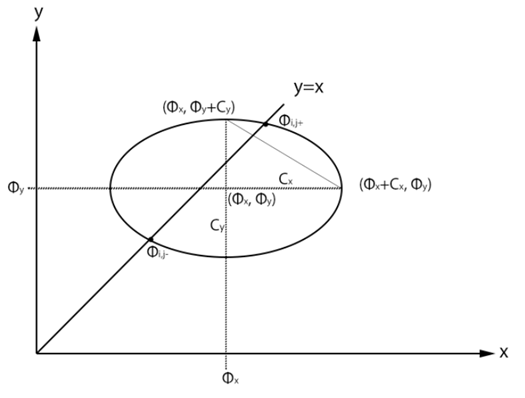 y
y=x
(Φx, Φy+Cy)
Φi,j+
Cx
(Φx+Cx, Φy)
Φy
(Φx, Φy)
Cy
Φi,j-
x
Φx